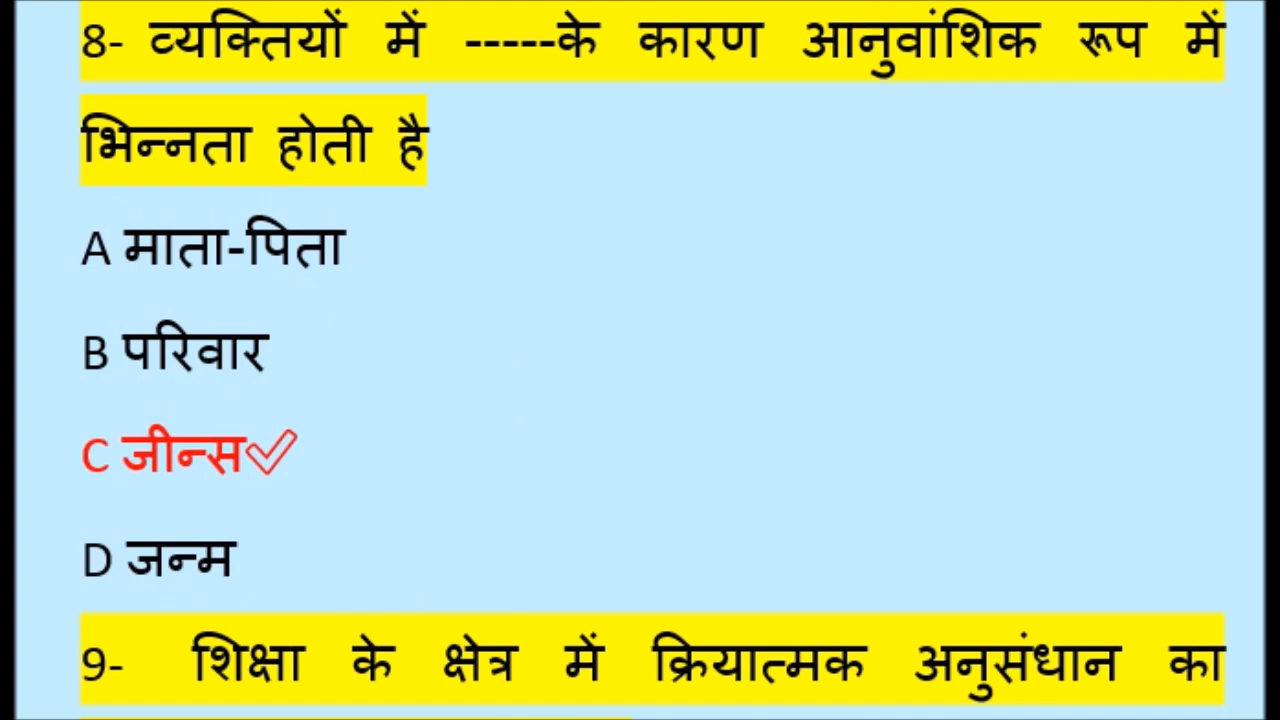 8- व्यक्तियों में -----के कारण आनुवांशिक रूप में
भिन्नता होती है
A माता-पिता
B परिवार
C जीन्स✓
D जन्म
9- शिक्षा के क्षेत्र में क्रियात्मक अनुसंधान का